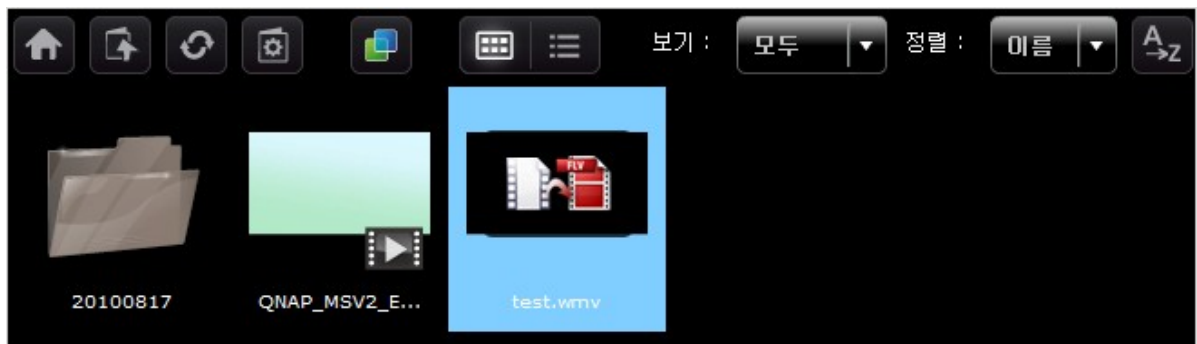 보기 : 모두 정렬 : 이름 A→Z
FLV
20100817 QNAP_MSV2_E... test.wmv